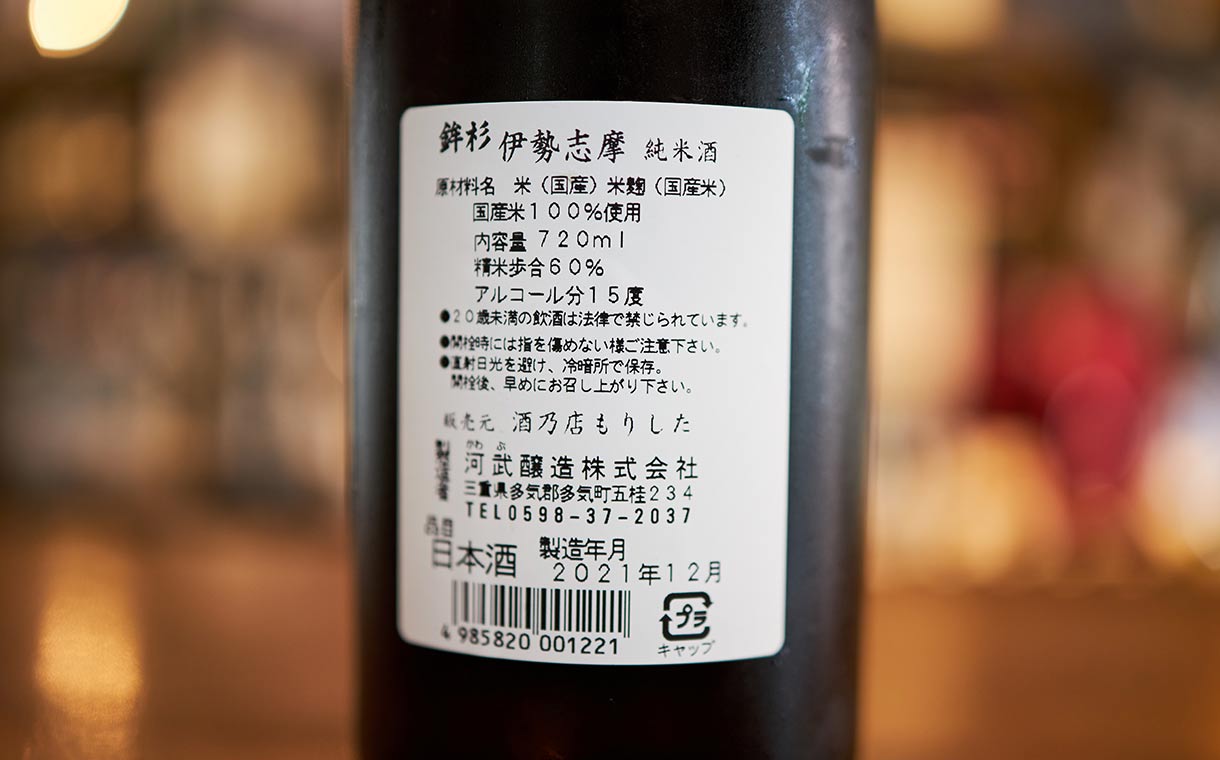 鉾杉 伊勢志摩 純米酒
原材料名 米（国産）米麹（国産米）
国産米１００％使用
内容量 ７２０ｍｌ
精米歩合６０％
アルコール分１５度
●２０歳未満の飲酒は法律で禁じられています。
●開栓時には指を傷めない様ご注意下さい。
●直射日光を避け、冷暗所で保存。
開栓後、早めにお召し上がり下さい。
販売元 酒乃店もりした
かわ ぶ
製造者 河武醸造株式会社
三重県多気郡多気町五桂２３４
TEL0598-37-2037
品目
日本酒 製造年月
２０２１年１２月
4 985820 001221
プラ
キャップ